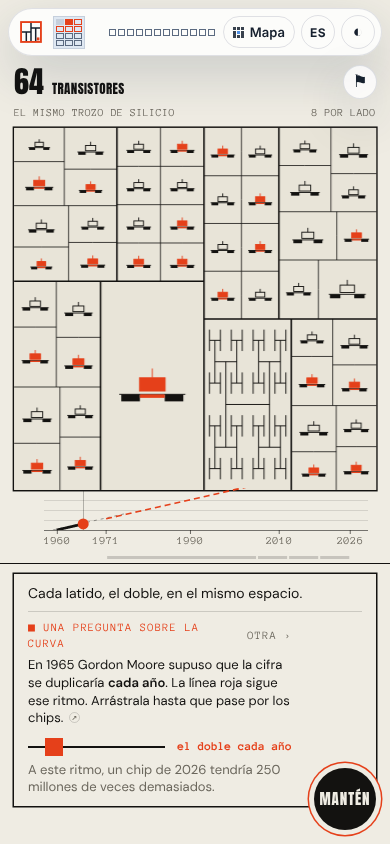 Mapa
ES
64 TRANSISTORES
EL MISMO TROZO DE SILICIO
8 POR LADO
1960 1971 1990 2010 2026
Cada latido, el doble, en el mismo espacio.
UNA PREGUNTA SOBRE LA
CURVA
OTRA ›
En 1965 Gordon Moore supuso que la cifra
se duplicaría cada año. La línea roja sigue
ese ritmo. Arrástrala hasta que pase por los
chips. ↗
el doble cada año
A este ritmo, un chip de 2026 tendría 250
millones de veces demasiados.
MANTÉN